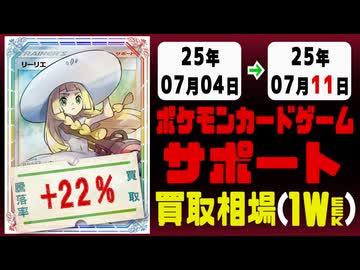 TRAINER'S
サポート
リーリエ
買取
+22%
騰落率
25年
07月04日
25年
07月11日
ポケモンカードゲーム
サポート
買取相場(1WEEK)